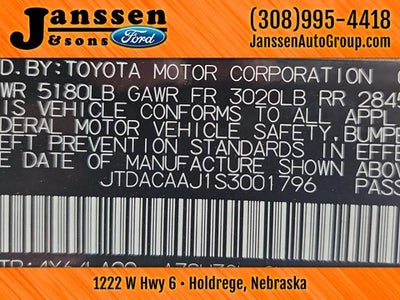 Janssen
& sons
Ford
(308)995-4418
JanssenAutoGroup.com
D.BY:TOYOTA MOTOR CORPORATION
WR 5180LB GAWR FR 3020LB RR 2845
IS VEHICLE CONFORMS TO ALL APPL
DERAL MOTOR VEHICLE SAFETY, BUMPE
EFT PREVENTION STANDARDS IN EFFE
E DATE OF MANUFACTURE SHOWN ABOV
JTDACAAJ1S3001796 PASS
1222 W Hwy 6 • Holdrege, Nebraska